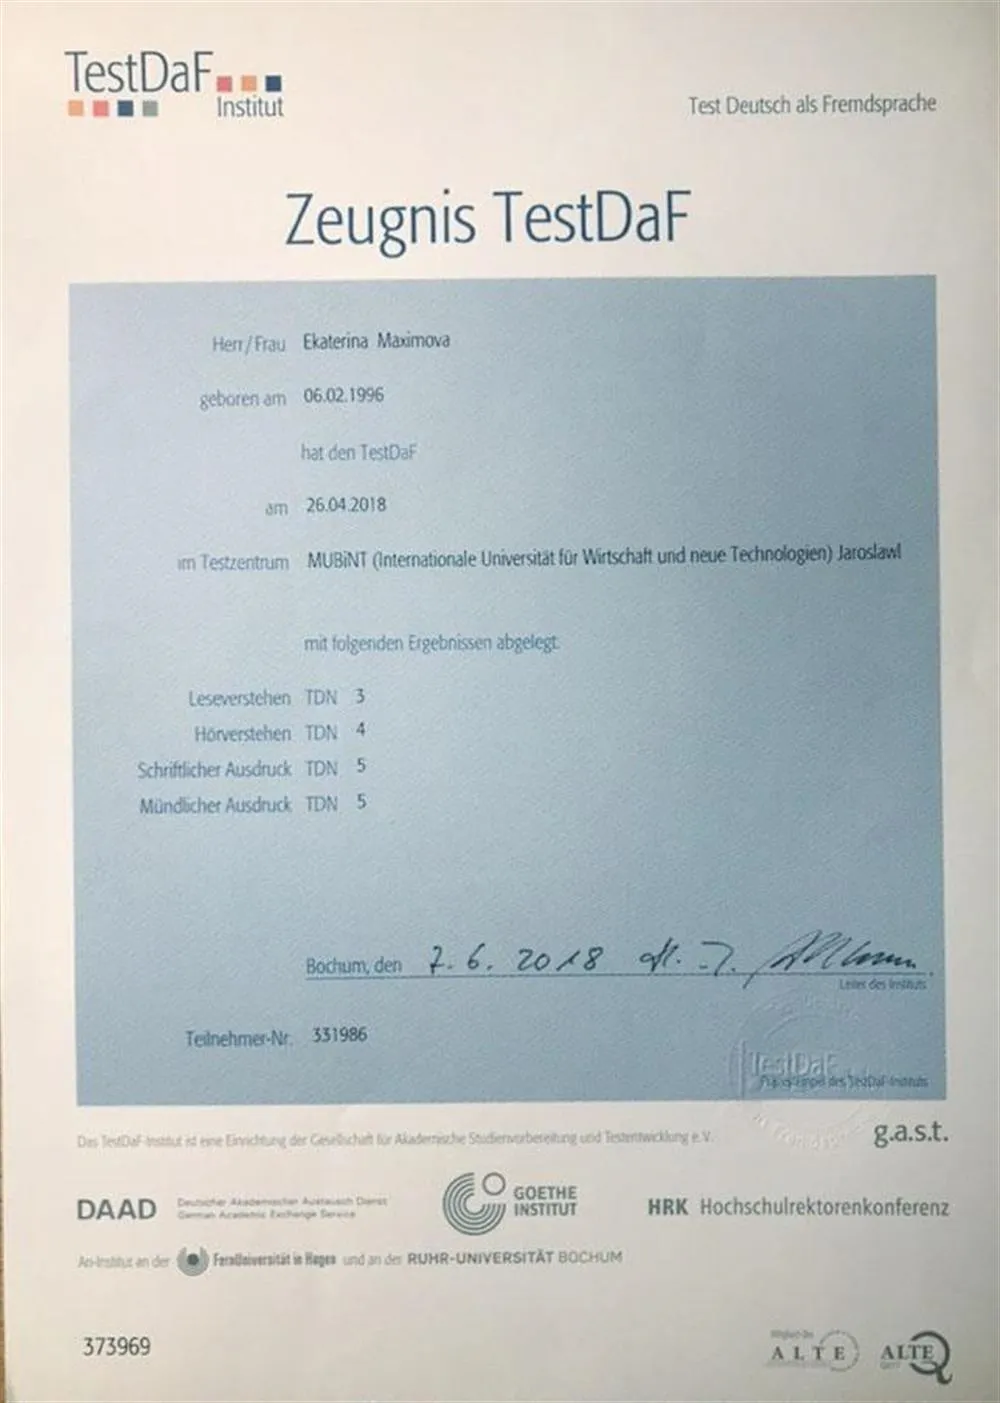 TestDaF
Institut
Test Deutsch als Fremdsprache
Zeugnis TestDaF
Herr/Frau Ekaterina Maximova
geboren am 06.02.1996
hat den TestDaF
am 26.04.2018
im Testzentrum MUBiNT (Internationale Universität für Wirtschaft und neue Technologien) Jaroslawl
mit folgenden Ergebnissen abgelegt:
Leseverstehen TDN 3
Hörverstehen TDN 4
Schriftlicher Ausdruck TDN 5
Mündlicher Ausdruck TDN 5
Bochum, den 7.6.2018
Leiter des Instituts
Teilnehmer-Nr. 331986
TestDaF
des TestDaF-Instituts
Das TestDaF-Institut ist eine Einrichtung der Gesellschaft für Akademische Studienvorbereitung und Testentwicklung e.V.
g.a.s.t.
DAAD Deutscher Akademischer Austausch Dienst
German Academic Exchange Service
GOETHE
INSTITUT
HRK Hochschulrektorenkonferenz
An-Institut an der FernUniversität in Hagen und an der RUHR-UNIVERSITÄT BOCHUM
373969
ALTE
ALTE